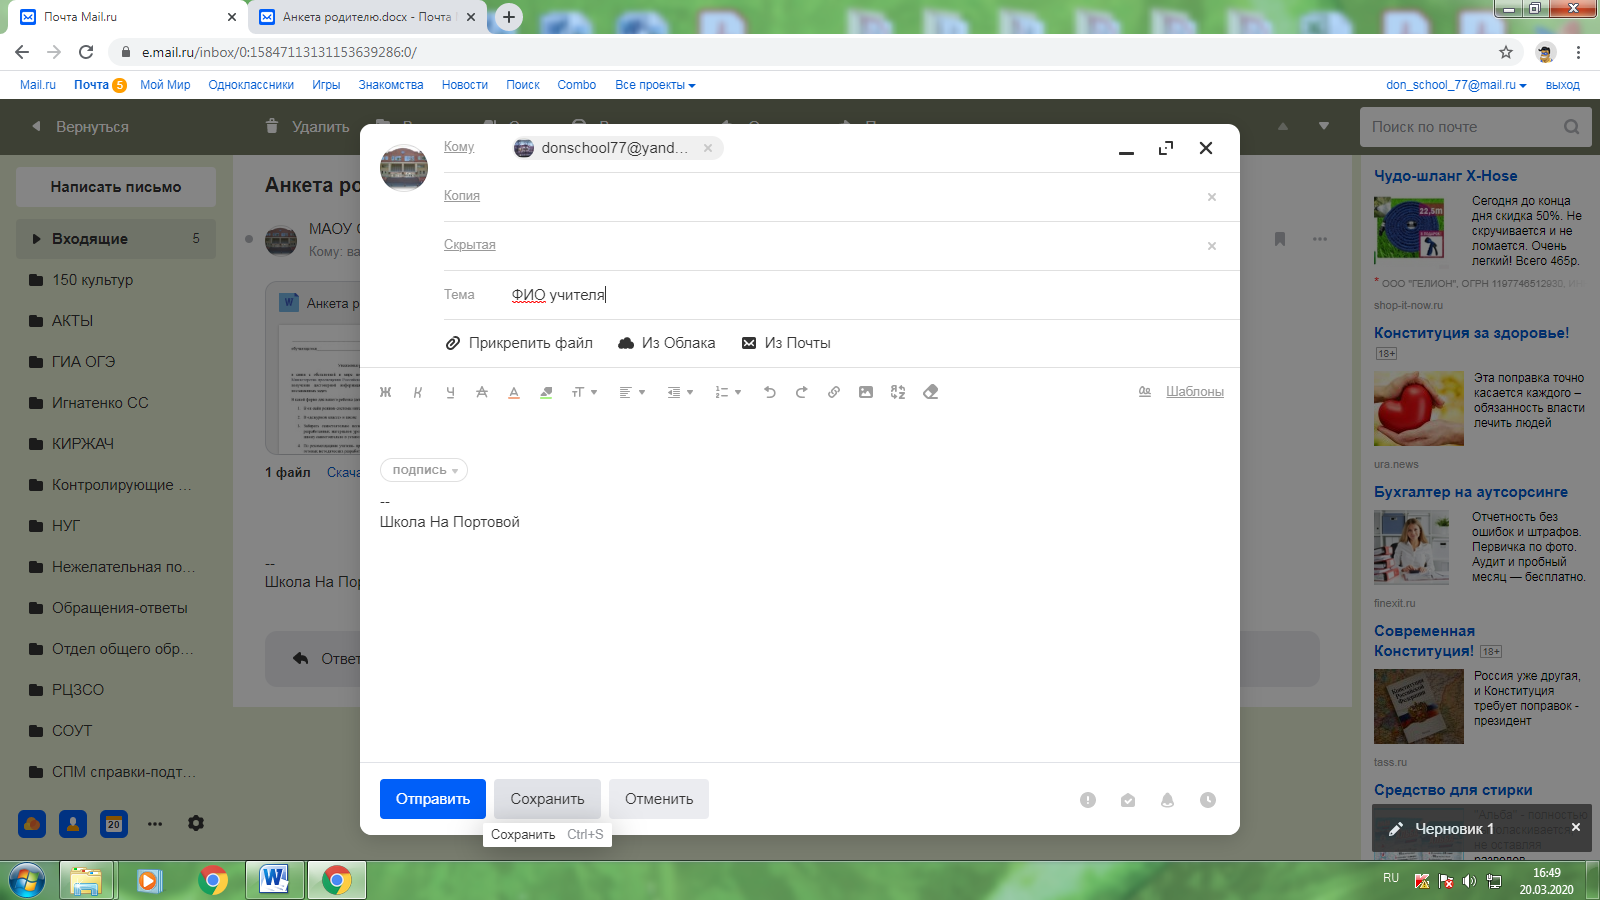 Почта Mail.ru
Анкета родителю.docx - Почта
e.mail.ru/inbox/0:15847113131153639286:0/
Mail.ru Почта 5 Мой Мир Одноклассники Игры Знакомства Новости Поиск Combo Все проекты
don_school_77@mail.ru выход
Вернуться
Удалить
Поиск по почте
Написать письмо
Входящие 5
150 культур
АКТЫ
ГИА ОГЭ
Игнатенко СС
КИРЖАЧ
Контролирующие ...
НУГ
Нежелательная по...
Обращения-ответы
Отдел общего обр...
РЦЗСО
СОУТ
СПМ справки-подт...
20
Анкета ро
МАОУ
Кому: ва
W
Анкета р
1 файл Скача
--
Школа На Пор
Ответ
Кому donschool77@yand...
Копия
Скрытая
Тема ФИО учителя
Прикрепить файл Из Облака Из Почты
Ж К Ч А А тТ
Шаблоны
подпись
--
Школа На Портовой
Отправить Сохранить Отменить
Сохранить Ctrl+S
Чудо-шланг X-Hose
22,5m
Сегодня до конца
дня скидка 50%. Не
скручивается и не
ломается. Очень
легкий! Всего 465р.
* ООО "ГЕЛИОН", ОГРН 1197746512930,
shop-it-now.ru
Конституция за здоровье!
18+
Эта поправка точно
касается каждого –
обязанность власти
лечить людей
ura.news
Бухгалтер на аутсорсинге
Отчетность без
ошибок и штрафов.
Первичка по фото.
Аудит и пробный
месяц — бесплатно.
finexit.ru
Современная
Конституция! 18+
Россия уже другая,
и Конституция
требует поправок -
президент
tass.ru
Средство для стирки
Черновик 1
RU
16:49
20.03.2020